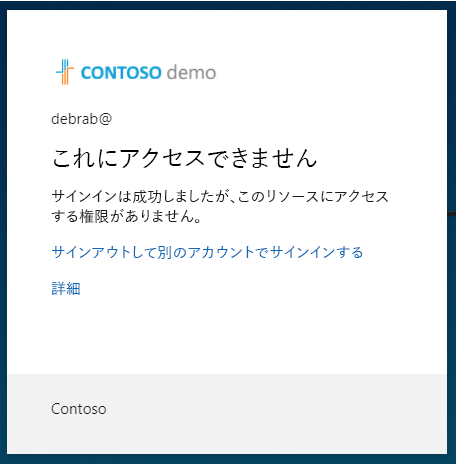 CONTOSO demo
debrab@
これにアクセスできません
サインインは成功しましたが、このリソースにアクセス
する権限がありません。
サインアウトして別のアカウントでサインインする
詳細
Contoso